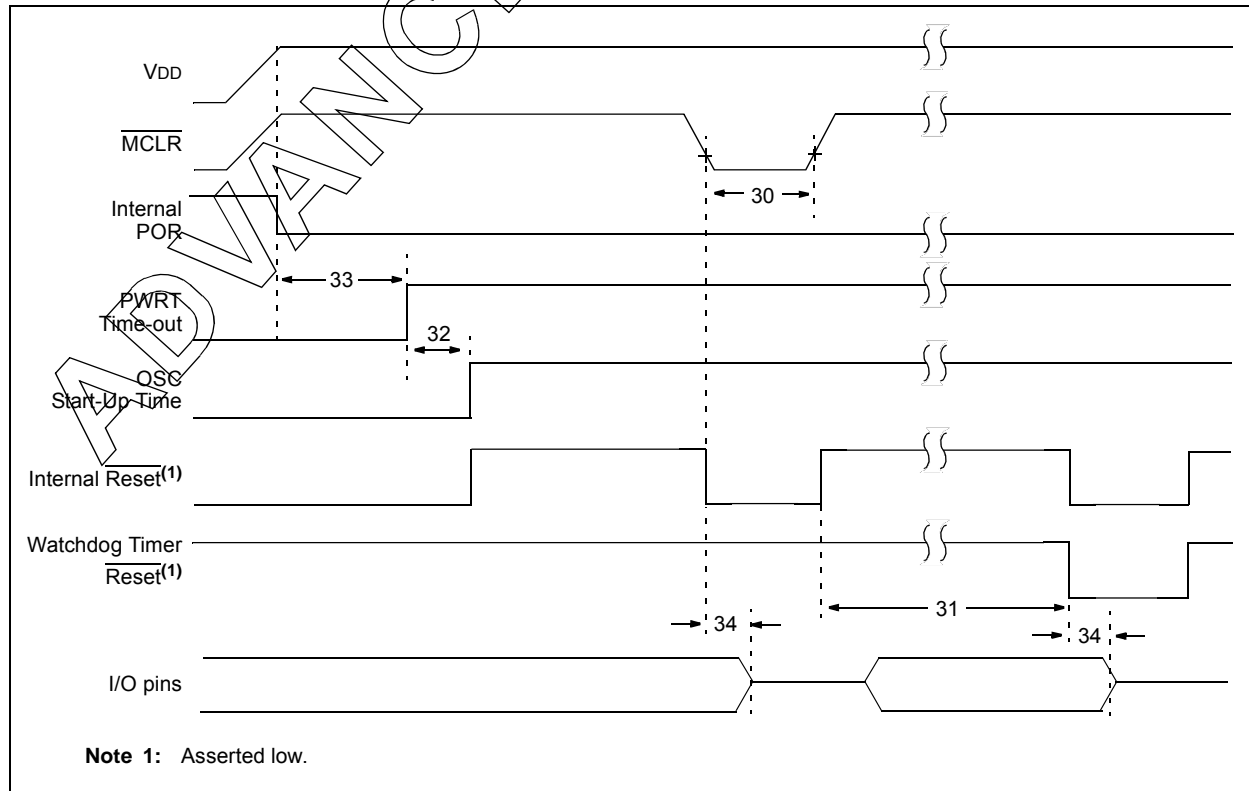 VDD
MCLR
30
Internal
POR
33
PWRT
Time-out
32
OSC
Start-Up Time
Internal Reset(1)
Watchdog Timer
Reset(1)
31
34
34
I/O pins
Note 1: Asserted low.
ADVANC